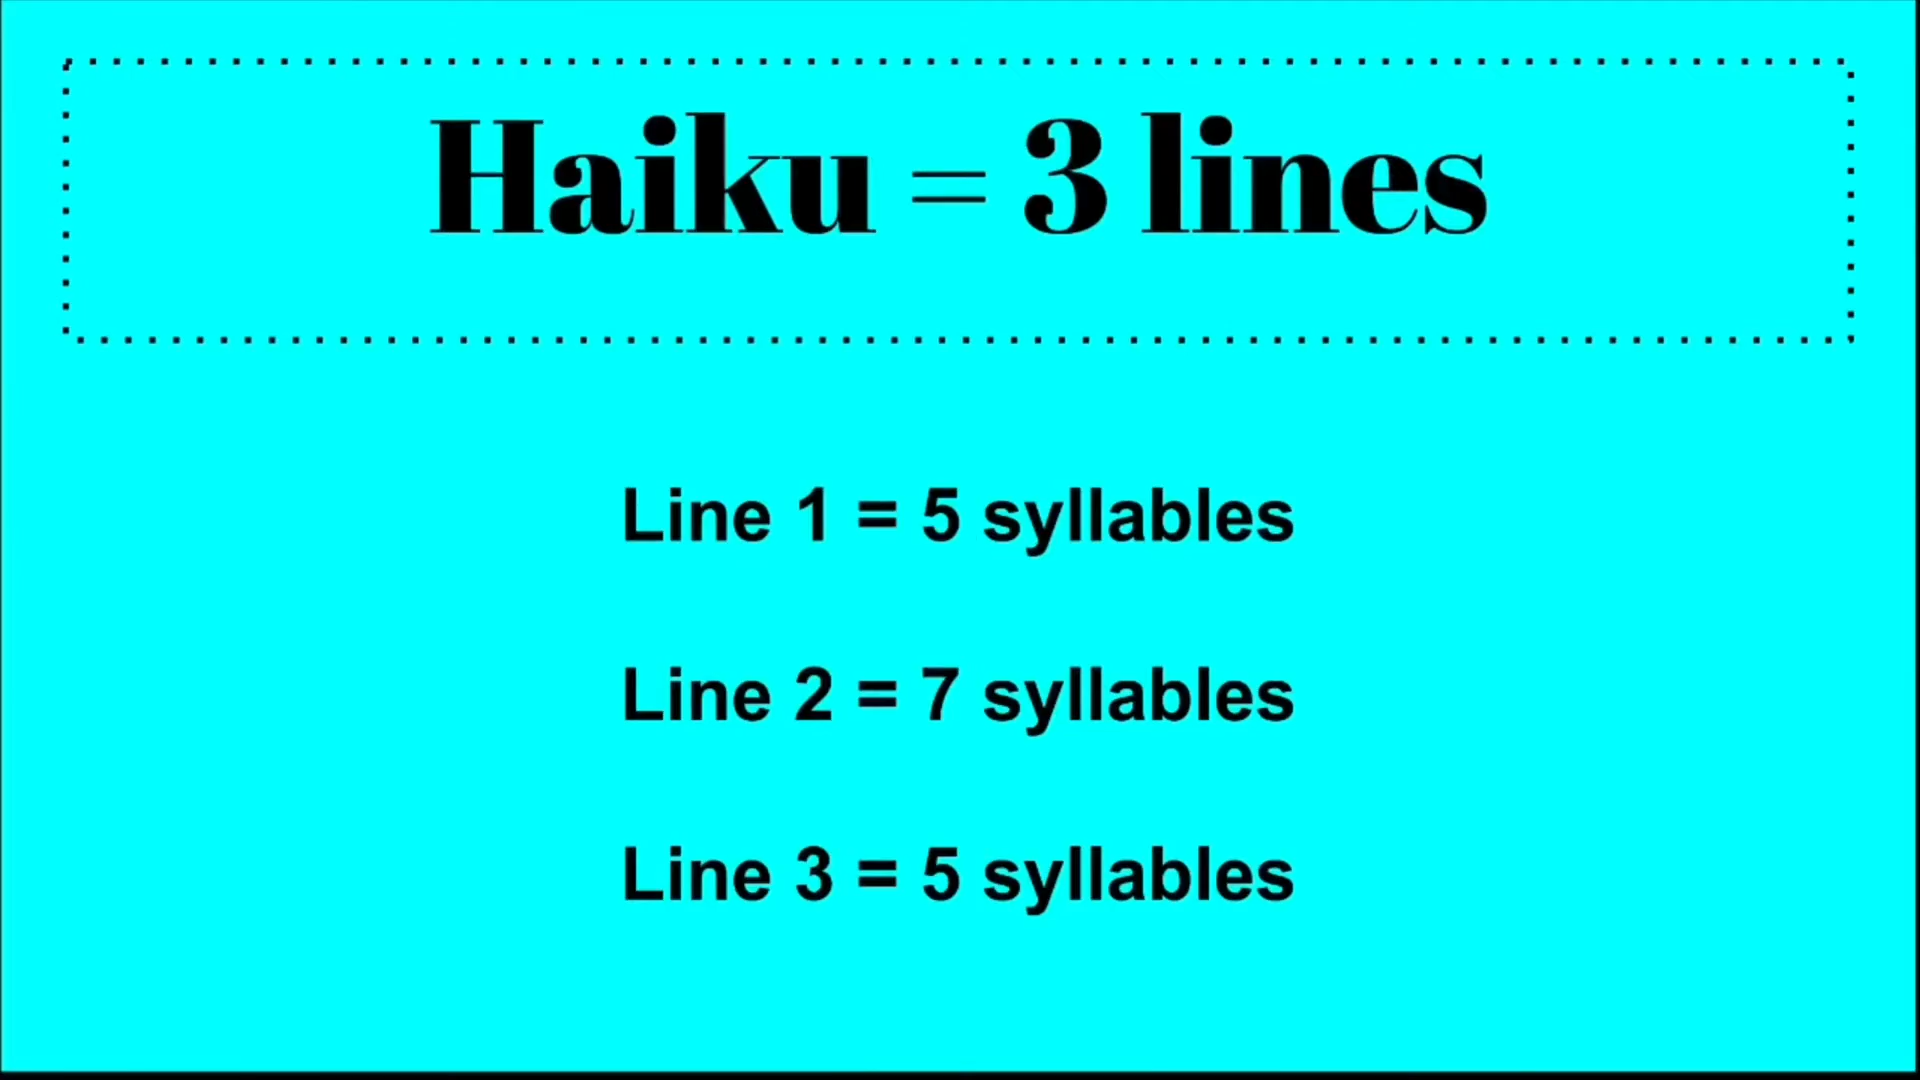 Haiku = 3 lines
Line 1 = 5 syllables
Line 2 = 7 syllables
Line 3 = 5 syllables